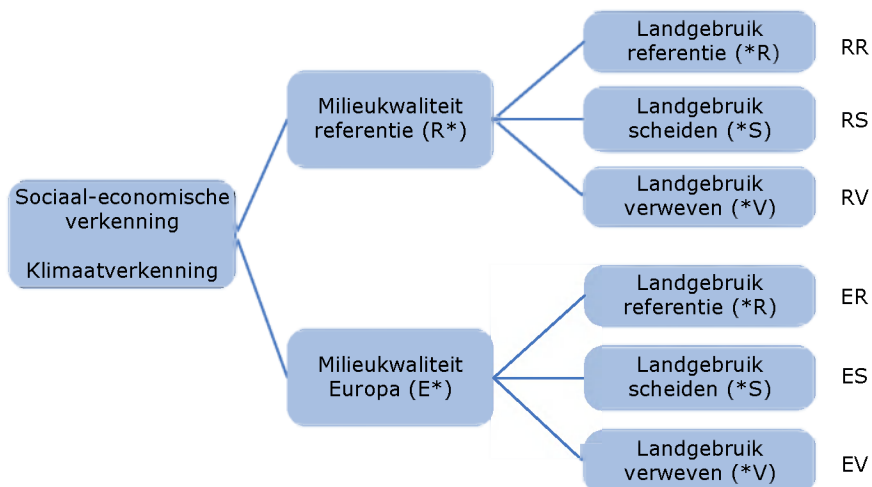 Sociaal-economische
verkenning
Klimaatverkenning
Milieukwaliteit
referentie (R*)
Landgebruik
referentie (*R)
RR
Landgebruik
scheiden (*S)
RS
Landgebruik
verweven (*V)
RV
Milieukwaliteit
Europa (E*)
Landgebruik
referentie (*R)
ER
Landgebruik
scheiden (*S)
ES
Landgebruik
verweven (*V)
EV